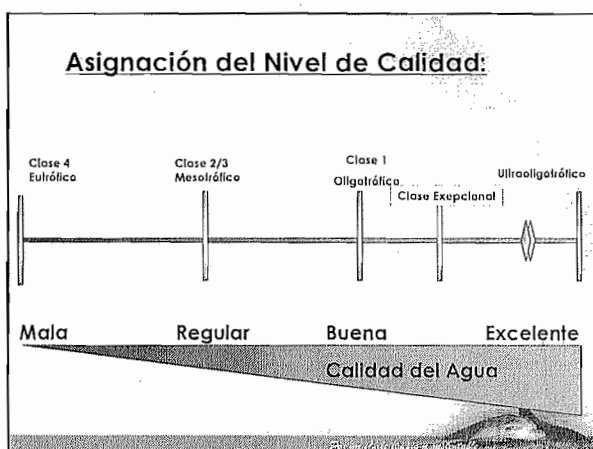 Asignación del Nivel de Calidad:
Clase 4
Eutrófico
Clase 2/3
Mesotrófico
Clase 1
Oligotrófico
Clase Exepcional
Ultraoligotrófico
Mala
Regular
Buena
Excelente
Calidad del Agua